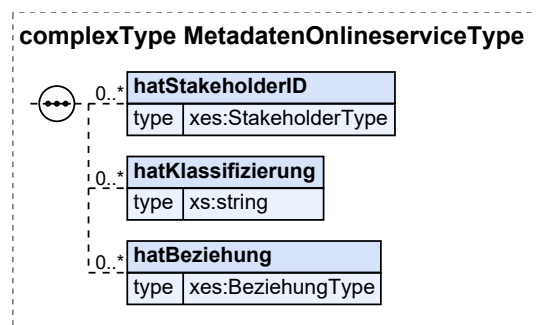 complexType MetadatenOnlineserviceType
0..* hatStakeholderID
type xes:StakeholderType
0..* hatKlassifizierung
type xs:string
0..* hatBeziehung
type xes:BeziehungType